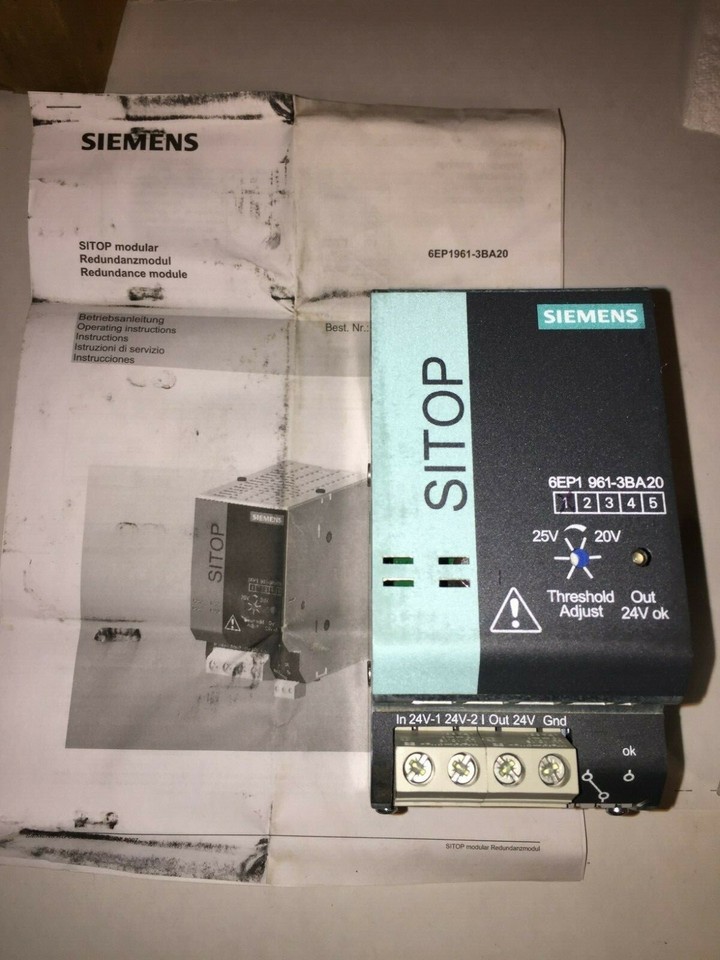 SIEMENS
SITOP modular
Redundanzmodul
Redundance module
6EP1961-3BA20
Betriebsanleitung
Operating instructions
Instructions
Istruzioni di servizio
Instrucciones
Best. Nr.:
SIEMENS
SITOP
SITOP modular Redundanzmodul
SIEMENS
SITOP
6EP1 961-3BA20
1 2 3 4 5
25V 20V
Threshold Adjust
Out 24V ok
In 24V-1 24V-2 | Out 24V Gnd
ok